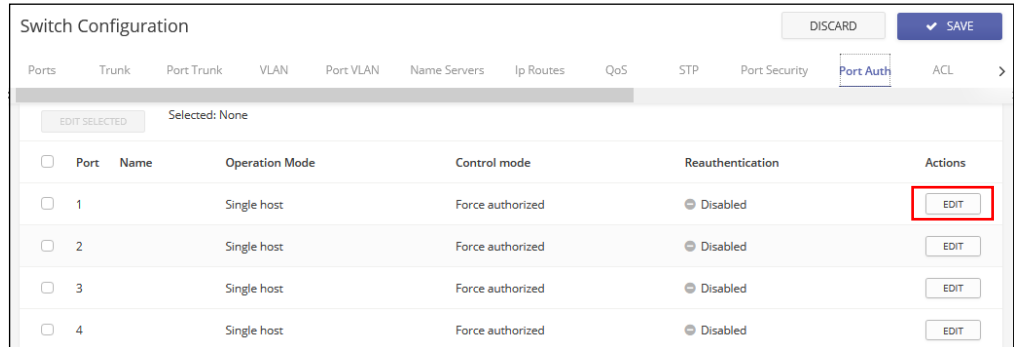 Switch Configuration DISCARD SAVE
Ports Trunk Port Trunk VLAN Port VLAN Name Servers Ip Routes QoS STP Port Security Port Auth ACL
EDIT SELECTED Selected: None
Port Name Operation Mode Control mode Reauthentication Actions
1 Single host Force authorized Disabled EDIT
2 Single host Force authorized Disabled EDIT
3 Single host Force authorized Disabled EDIT
4 Single host Force authorized Disabled EDIT